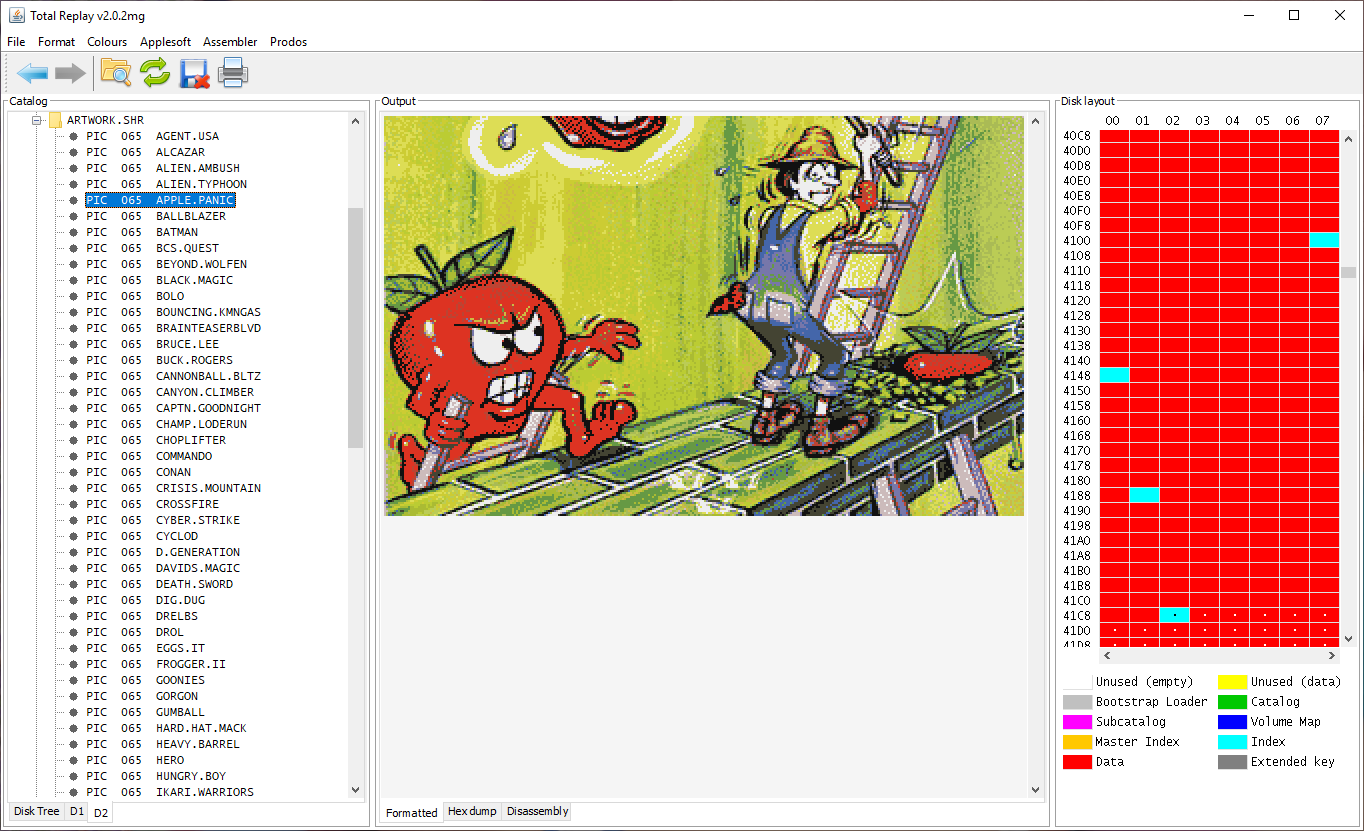 Total Replay v2.0.2mg
File Format Colours Applesoft Assembler Prodos
Catalog
ARTWORK.SHR
PIC 065 AGENT.USA
PIC 065 ALCAZAR
PIC 065 ALIEN.AMBUSH
PIC 065 ALIEN.TYPHOON
PIC 065 APPLE.PANIC
PIC 065 BALLBLAZER
PIC 065 BATMAN
PIC 065 BCS.QUEST
PIC 065 BEYOND.WOLFEN
PIC 065 BLACK.MAGIC
PIC 065 BOLO
PIC 065 BOUNCING.KMNGAS
PIC 065 BRAINTEASERBLVD
PIC 065 BRUCE.LEE
PIC 065 BUCK.ROGERS
PIC 065 CANNONBALL.BLTZ
PIC 065 CANYON.CLIMBER
PIC 065 CAPTN.GOODNIGHT
PIC 065 CHAMP.LODERUN
PIC 065 CHOPLIFTER
PIC 065 COMMANDO
PIC 065 CONAN
PIC 065 CRISIS.MOUNTAIN
PIC 065 CROSSFIRE
PIC 065 CYBER.STRIKE
PIC 065 CYCLOD
PIC 065 D.GENERATION
PIC 065 DAVIDS.MAGIC
PIC 065 DEATH.SWORD
PIC 065 DIG.DUG
PIC 065 DRELBS
PIC 065 DROL
PIC 065 EGGS.IT
PIC 065 FROGGER.II
PIC 065 GOONIES
PIC 065 GORGON
PIC 065 GUMBALL
PIC 065 HARD.HAT.MACK
PIC 065 HEAVY.BARREL
PIC 065 HERO
PIC 065 HUNGRY.BOY
PIC 065 IKARI.WARRIORS
Disk Tree D1 D2
Output
Formatted Hex dump Disassembly
Disk layout
00 01 02 03 04 05 06 07
40C8
40D0
40D8
40E0
40E8
40F0
40F8
4100
4108
4110
4118
4120
4128
4130
4138
4140
4148
4150
4158
4160
4168
4170
4178
4180
4188
4190
4198
41A0
41A8
41B0
41B8
41C0
41C8
41D0
41D8
Unused (empty) Unused (data)
Bootstrap Loader Catalog
Subcatalog Volume Map
Master Index Index
Data Extended key